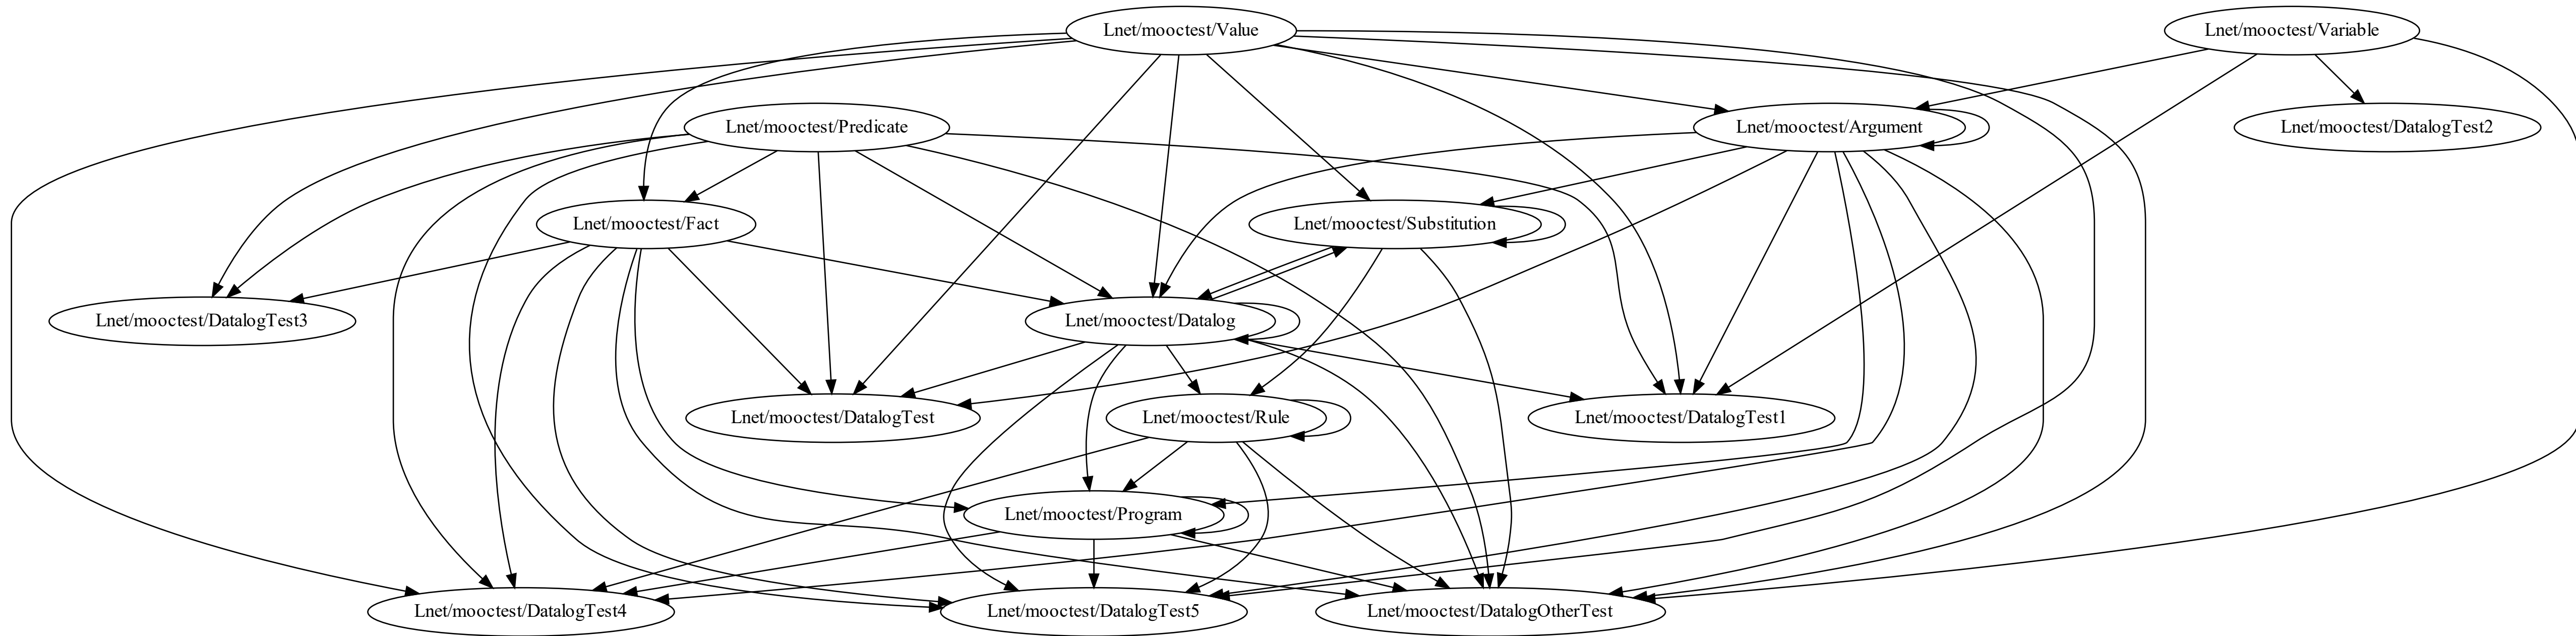 Lnet/mooctest/Value
Lnet/mooctest/Variable
Lnet/mooctest/Predicate
Lnet/mooctest/Argument
Lnet/mooctest/DatalogTest2
Lnet/mooctest/Fact
Lnet/mooctest/Substitution
Lnet/mooctest/DatalogTest3
Lnet/mooctest/Datalog
Lnet/mooctest/DatalogTest
Lnet/mooctest/Rule
Lnet/mooctest/DatalogTest1
Lnet/mooctest/Program
Lnet/mooctest/DatalogTest4
Lnet/mooctest/DatalogTest5
Lnet/mooctest/DatalogOtherTest